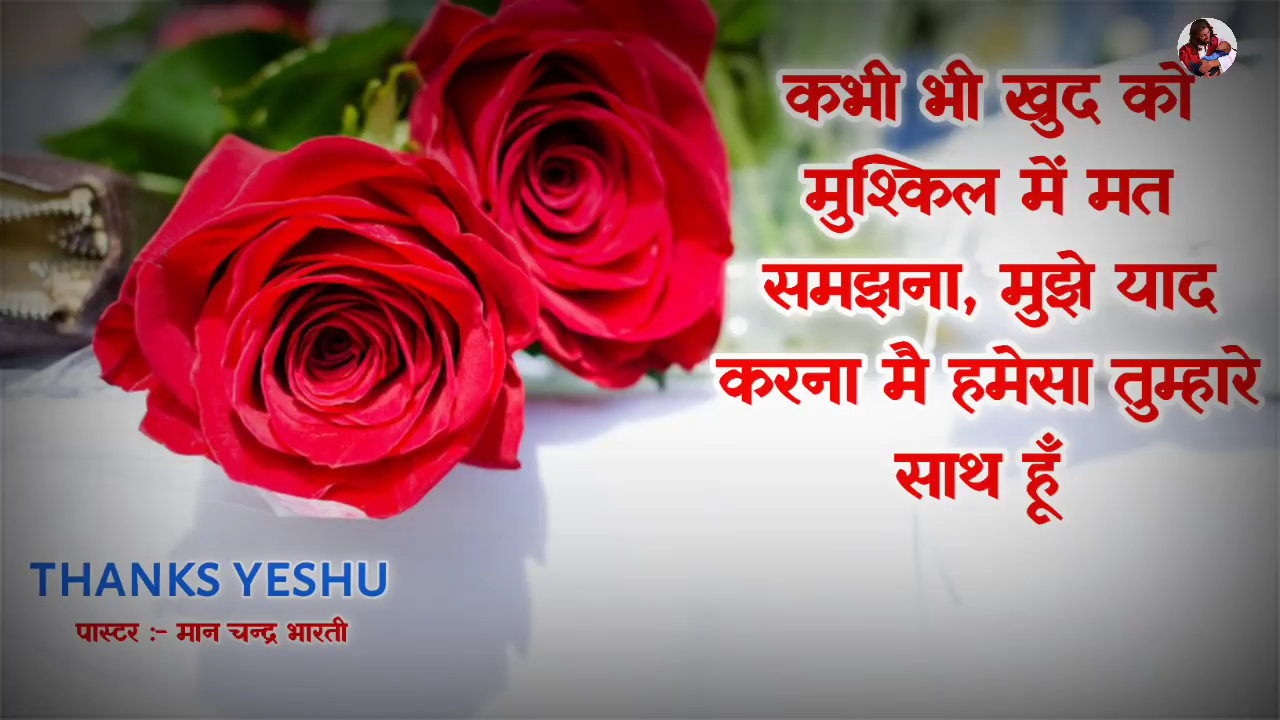 कभी भी खुद को
मुश्किल में मत
समझना, मुझे याद
करना मै हमेसा तुम्हारे
साथ हूँ
THANKS YESHU
पास्टर :- मान चन्द्र भारती